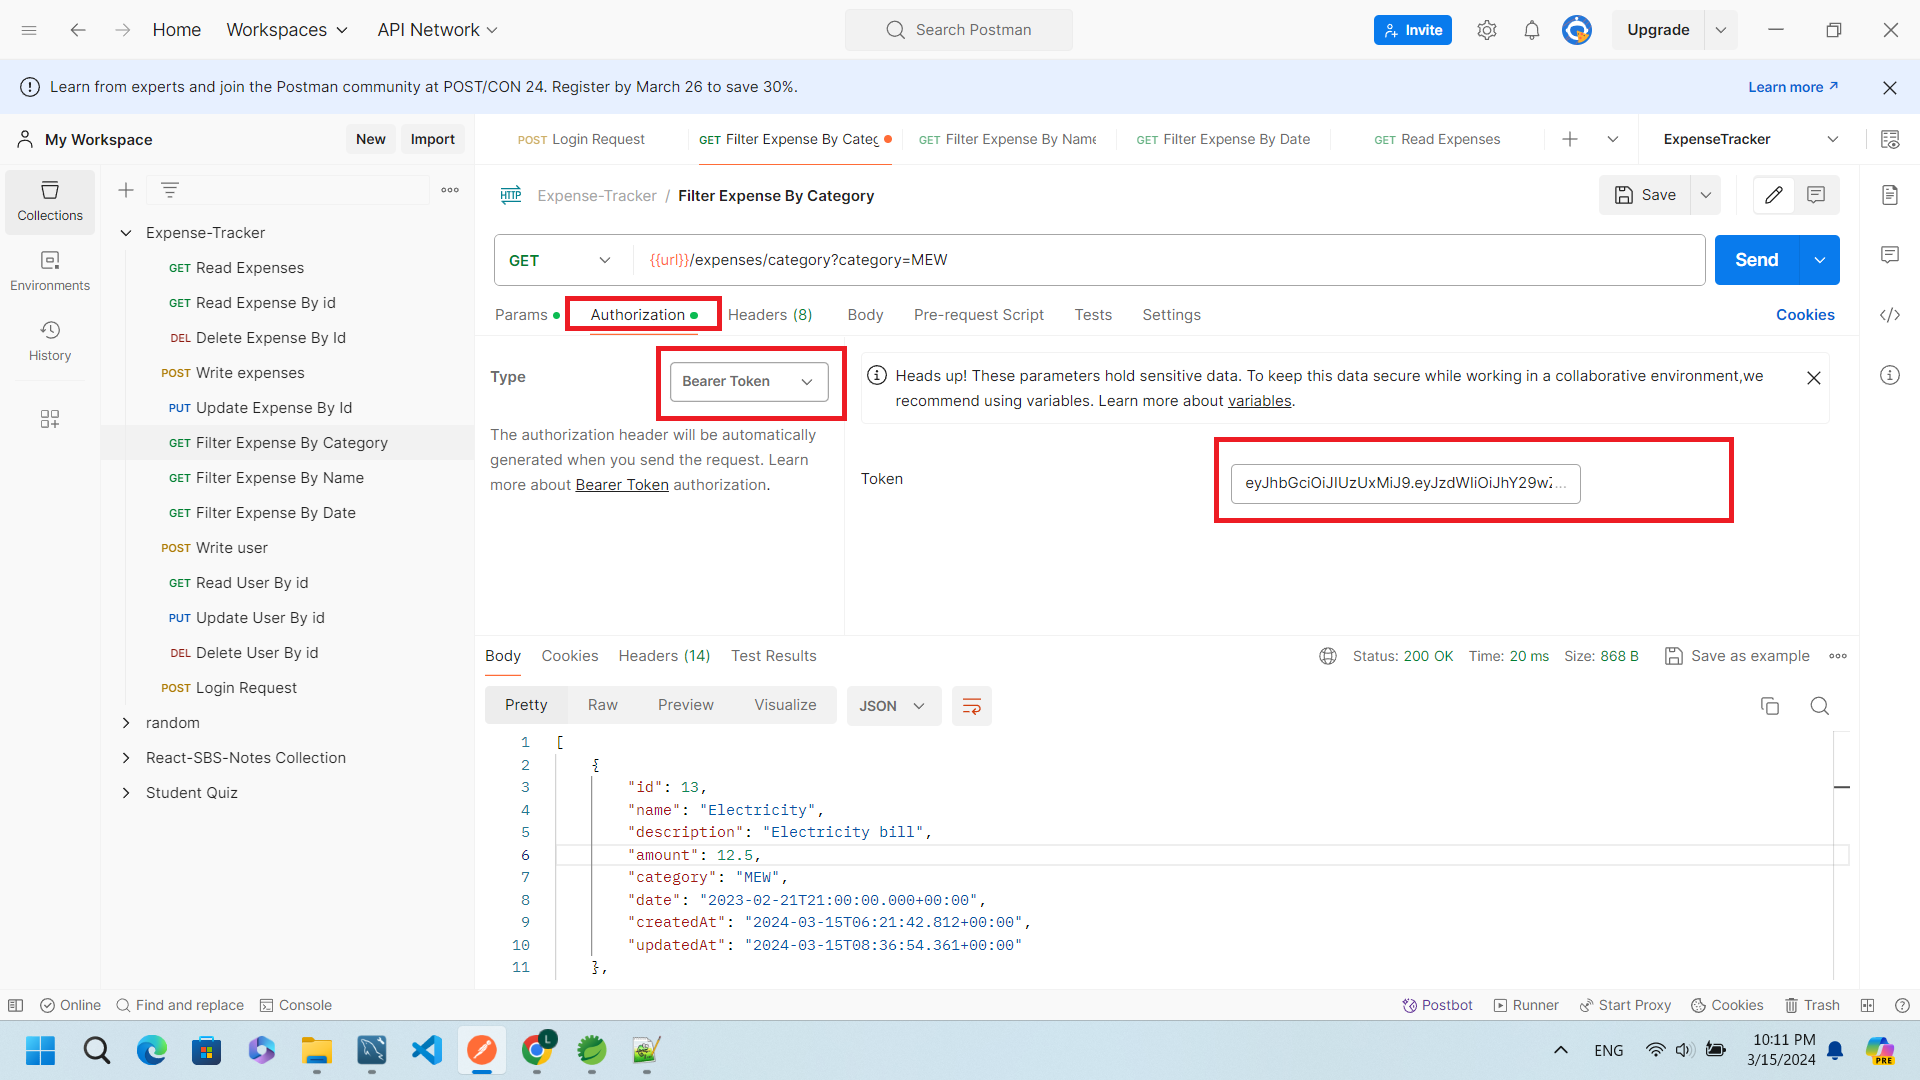 Home
Workspaces
API Network
Search Postman
Invite
Upgrade
Learn from experts and join the Postman community at POST/CON 24. Register by March 26 to save 30%.
Learn more
My Workspace
New
Import
POST Login Request
GET Filter Expense By Categ
GET Filter Expense By Name
GET Filter Expense By Date
GET Read Expenses
ExpenseTracker
Collections
Environments
History
Expense-Tracker
GET Read Expenses
GET Read Expense By id
DEL Delete Expense By Id
POST Write expenses
PUT Update Expense By Id
GET Filter Expense By Category
GET Filter Expense By Name
GET Filter Expense By Date
POST Write user
GET Read User By id
PUT Update User By id
DEL Delete User By id
POST Login Request
random
React-SBS-Notes Collection
Student Quiz
HTTP
Expense-Tracker / Filter Expense By Category
Save
GET
{{url}}/expenses/category?category=MEW
Send
Params
Authorization
Headers (8)
Body
Pre-request Script
Tests
Settings
Cookies
Type
Bearer Token
The authorization header will be automatically
generated when you send the request. Learn
more about Bearer Token authorization.
Heads up! These parameters hold sensitive data. To keep this data secure while working in a collaborative environment,we
recommend using variables. Learn more about variables.
Token
eyJhbGciOiJIUzUxMiJ9.eyJzdWIiOiJhY29wZ...
Body
Cookies
Headers (14)
Test Results
Status: 200 OK
Time: 20 ms
Size: 868 B
Save as example
Pretty
Raw
Preview
Visualize
JSON
1 [
2 {
3 "id": 13,
4 "name": "Electricity",
5 "description": "Electricity bill",
6 "amount": 12.5,
7 "category": "MEW",
8 "date": "2023-02-21T21:00:00.000+00:00",
9 "createdAt": "2024-03-15T06:21:42.812+00:00",
10 "updatedAt": "2024-03-15T08:36:54.361+00:00"
11 },
Online
Find and replace
Console
Postbot
Runner
Start Proxy
Cookies
Trash
L
ENG
10:11 PM
3/15/2024
PRE